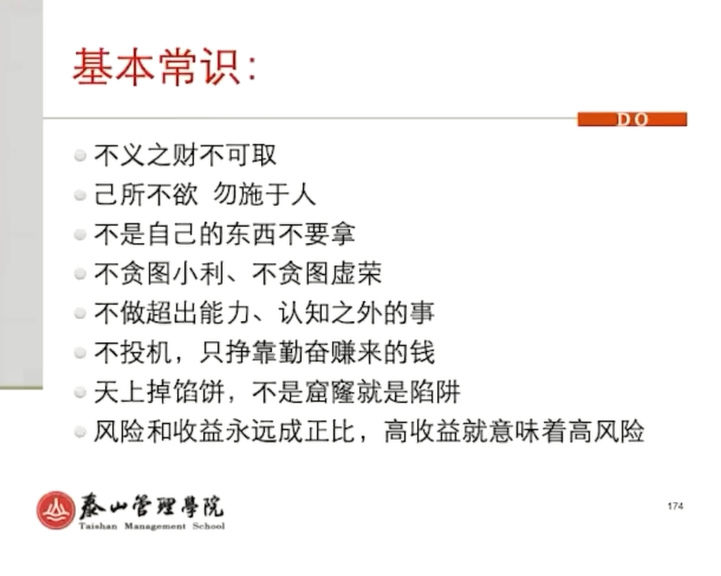 基本常识：
DO
不义之财不可取
己所不欲 勿施于人
不是自己的东西不要拿
不贪图小利、不贪图虚荣
不做超出能力、认知之外的事
不投机，只挣靠勤奋赚来的钱
天上掉馅饼，不是窟窿就是陷阱
风险和收益永远成正比，高收益就意味着高风险
泰山管理學院
Taishan Management School
174